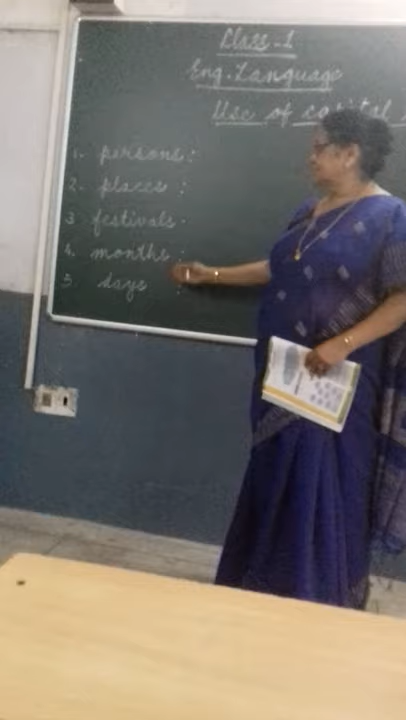 Class-1
Eng. Language
Use of capital
1. persons:
2. places :
3 festivals.
4. months :
5. days :